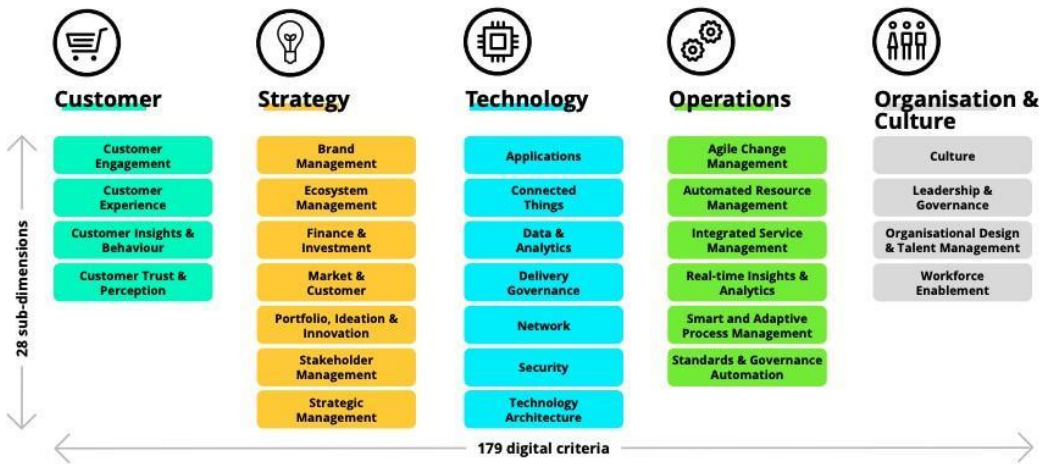 Customer
Strategy
Technology
Operations
Organisation &
Culture
Customer
Engagement
Customer
Experience
Customer Insights &
Behaviour
Customer Trust &
Perception
Brand
Management
Ecosystem
Management
Finance &
Investment
Market &
Customer
Portfolio, Ideation &
Innovation
Stakeholder
Management
Strategic
Management
Applications
Connected
Things
Data &
Analytics
Delivery
Governance
Network
Security
Technology
Architecture
Agile Change
Management
Automated Resource
Management
Integrated Service
Management
Real-time Insights &
Analytics
Smart and Adaptive
Process Management
Standards & Governance
Automation
Culture
Leadership &
Governance
Organisational Design
& Talent Management
Workforce
Enablement
28 sub-dimensions
179 digital criteria